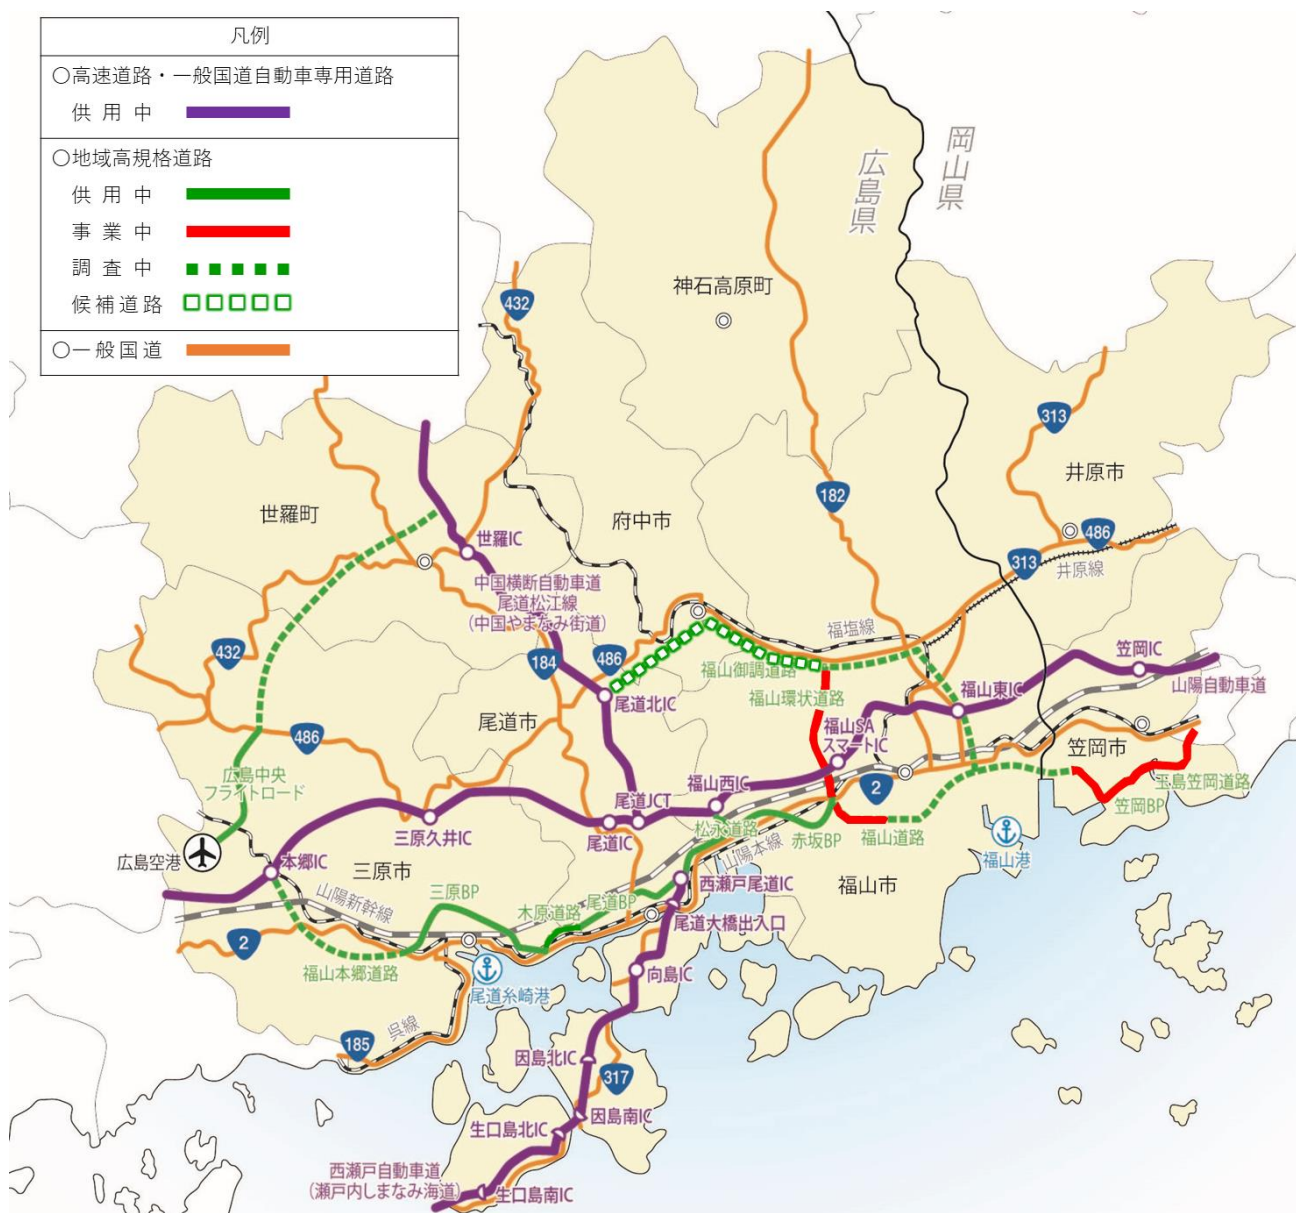 凡例
○高速道路・一般国道自動車専用道路
供用中
○地域高規格道路
供用中
事業中
調査中
候補道路
○一般国道
広島県
岡山県
神石高原町
432
313
182
井原市
世羅町
府中市
486
世羅IC
313
井原線
中国横断自動車道
尾道松江線
(中国やまなみ街道)
福塩線
432
184
486
福山御調道路
笠岡IC
福山環状道路
山陽自動車道
尾道北IC
福山東IC
尾道市
486
福山SA
スマートIC
笠岡市
広島中央
フライトロード
福山西IC
2
玉島笠岡道路
尾道JCT
笠岡BP
三原久井IC
尾道IC
松永道路
赤坂BP
福山道路
山陽本線
広島空港
本郷IC
三原市
福山港
西瀬戸尾道IC
福山市
三原BP
山陽新幹線
木原道路
尾道BP
尾道大橋出入口
2
福山本郷道路
向島IC
尾道糸崎港
呉線
185
因島北IC
317
因島南IC
生口島北IC
西瀬戸自動車道
(瀬戸内しまなみ海道)
生口島南IC